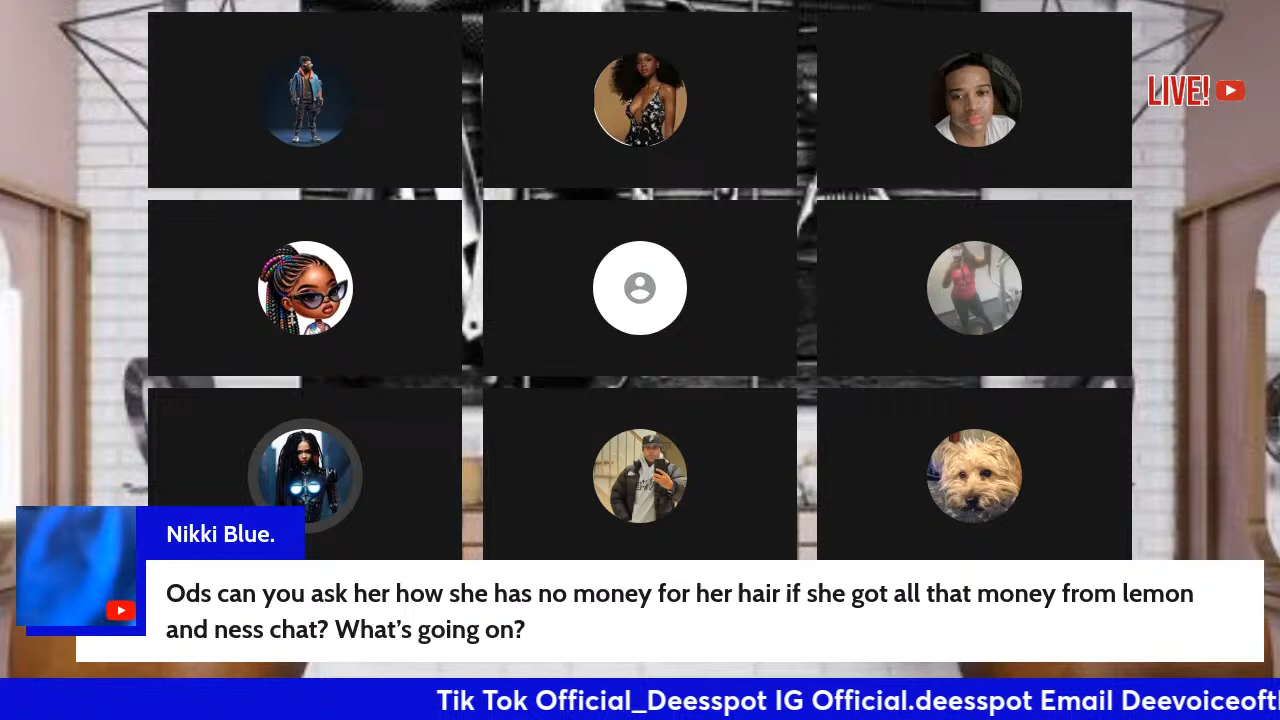 LIVE!
Nikki Blue.
Ods can you ask her how she has no money for her hair if she got all that money from lemon
and ness chat? What's going on?
Tik Tok Official_Deesspot IG Official.deesspot Email Deevoiceoft